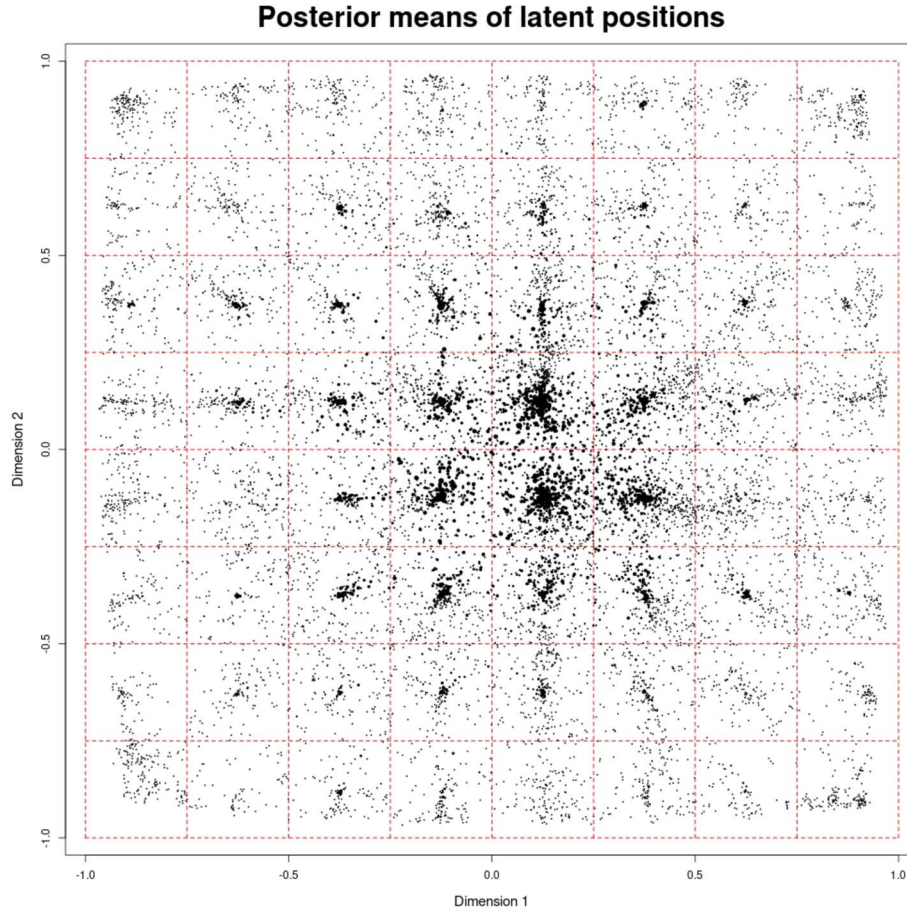 Posterior means of latent positions
1.0
0.5
0.0
-0.5
-1.0
Dimension 2
-1.0 -0.5 0.0 0.5 1.0
Dimension 1